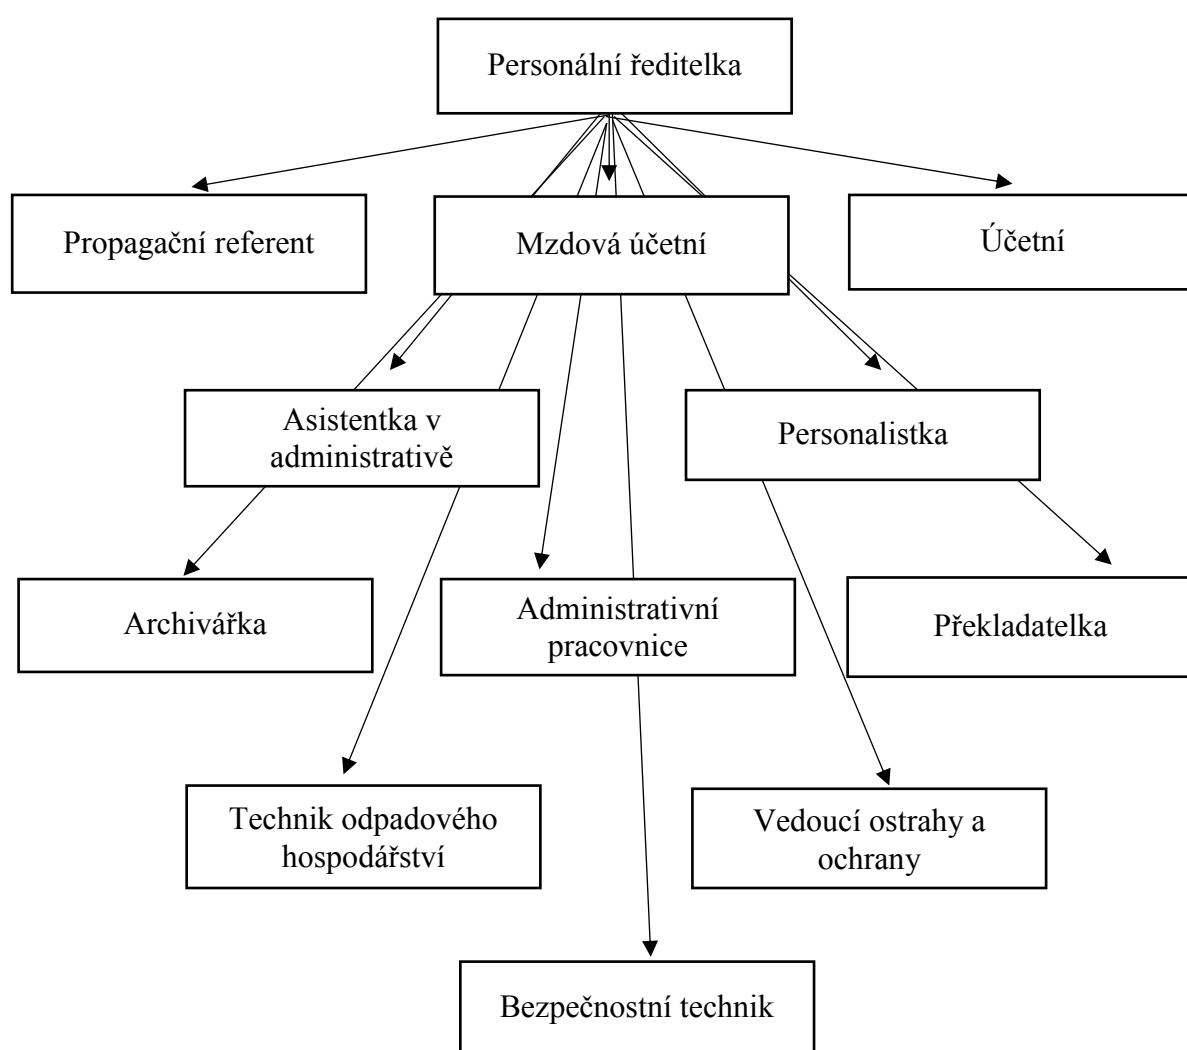 Personální ředitelka
Propagační referent
Mzdová účetní
Účetní
Asistentka v
administrativě
Personalistka
Archivářka
Administrativní
pracovnice
Překladatelka
Technik odpadového
hospodářství
Vedoucí ostrahy a
ochrany
Bezpečnostní technik